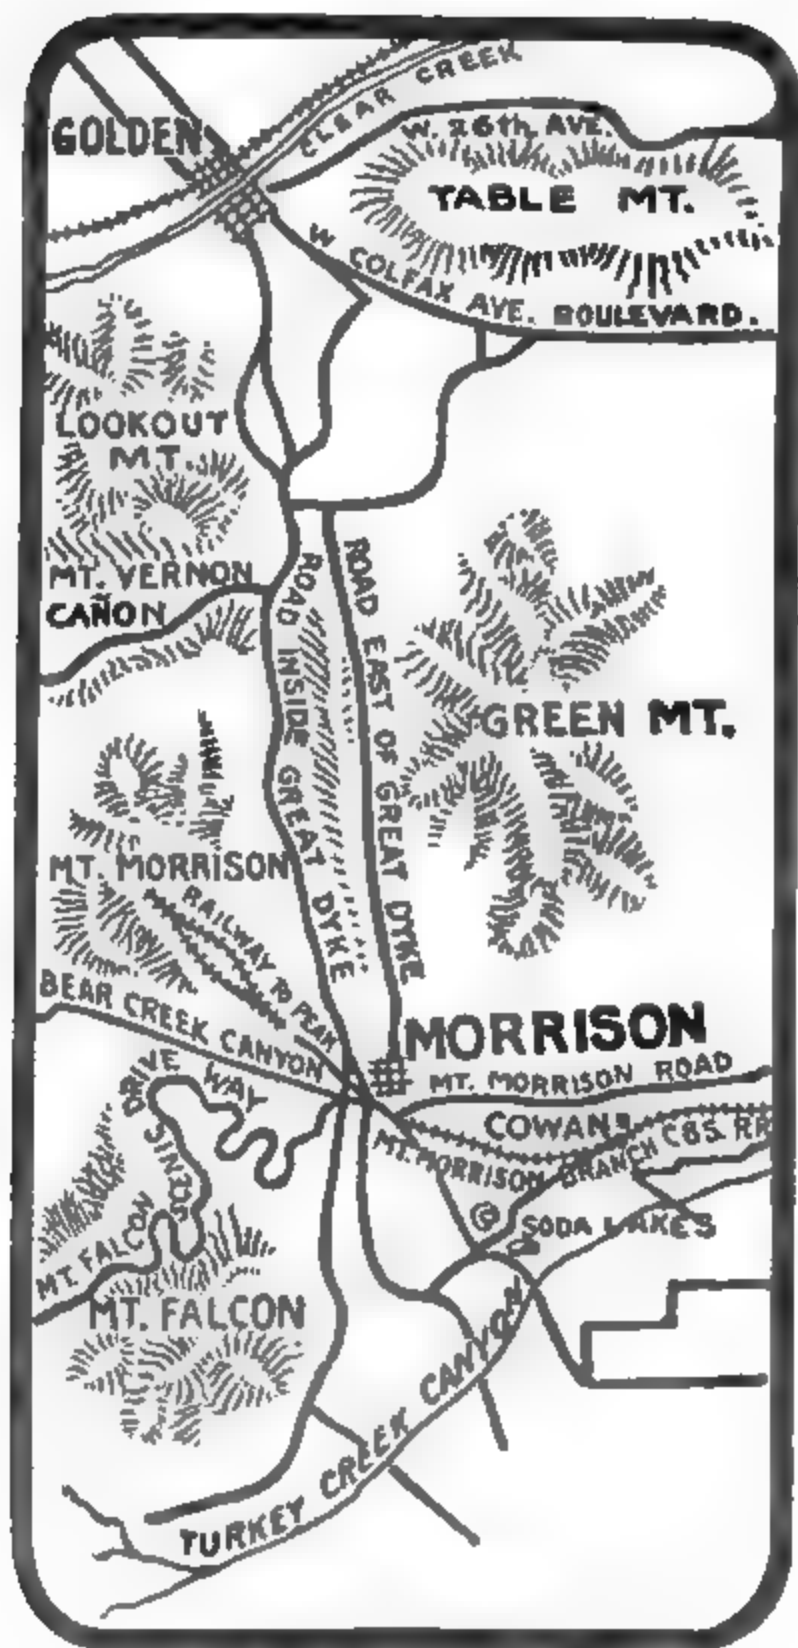 CLEAR CREEK
GOLDEN
W. 26th. AVE.
TABLE MT.
W COLFAX AVE. BOULEVARD.
LOOKOUT
MT.
MT. VERNON
CAÑON
ROAD INSIDE GREAT DYKE
ROAD EAST OF GREAT DYKE
GREEN MT.
MT. MORRISON
RAILWAY TO PEAK
BEAR CREEK CANYON
MORRISON
MT. MORRISON ROAD
COWAN
MT. MORRISON BRANCH C&S. RR
MT FALCON SCENIC DRIVE WAY
SODA LAKES
MT. FALCON
TURKEY CREEK CANYON